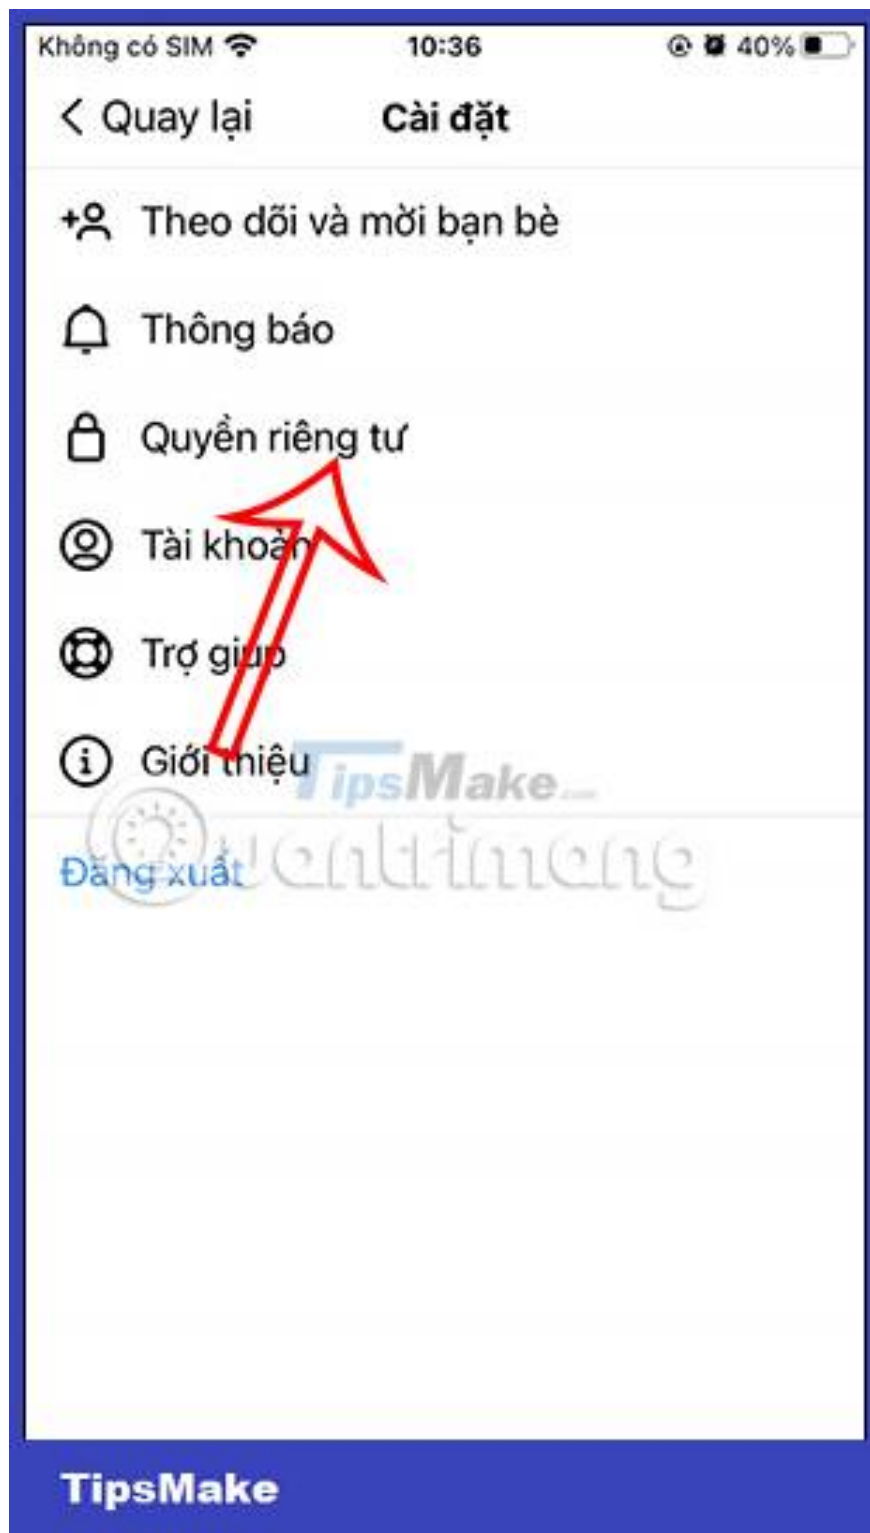 Không có SIM 10:36 40%
Quay lại Cài đặt
Theo dõi và mời bạn bè
Thông báo
Quyền riêng tư
Tài khoản
Trợ giúp
Giới thiệu
TipsMake
Quantrimang
Đăng xuất
TipsMake